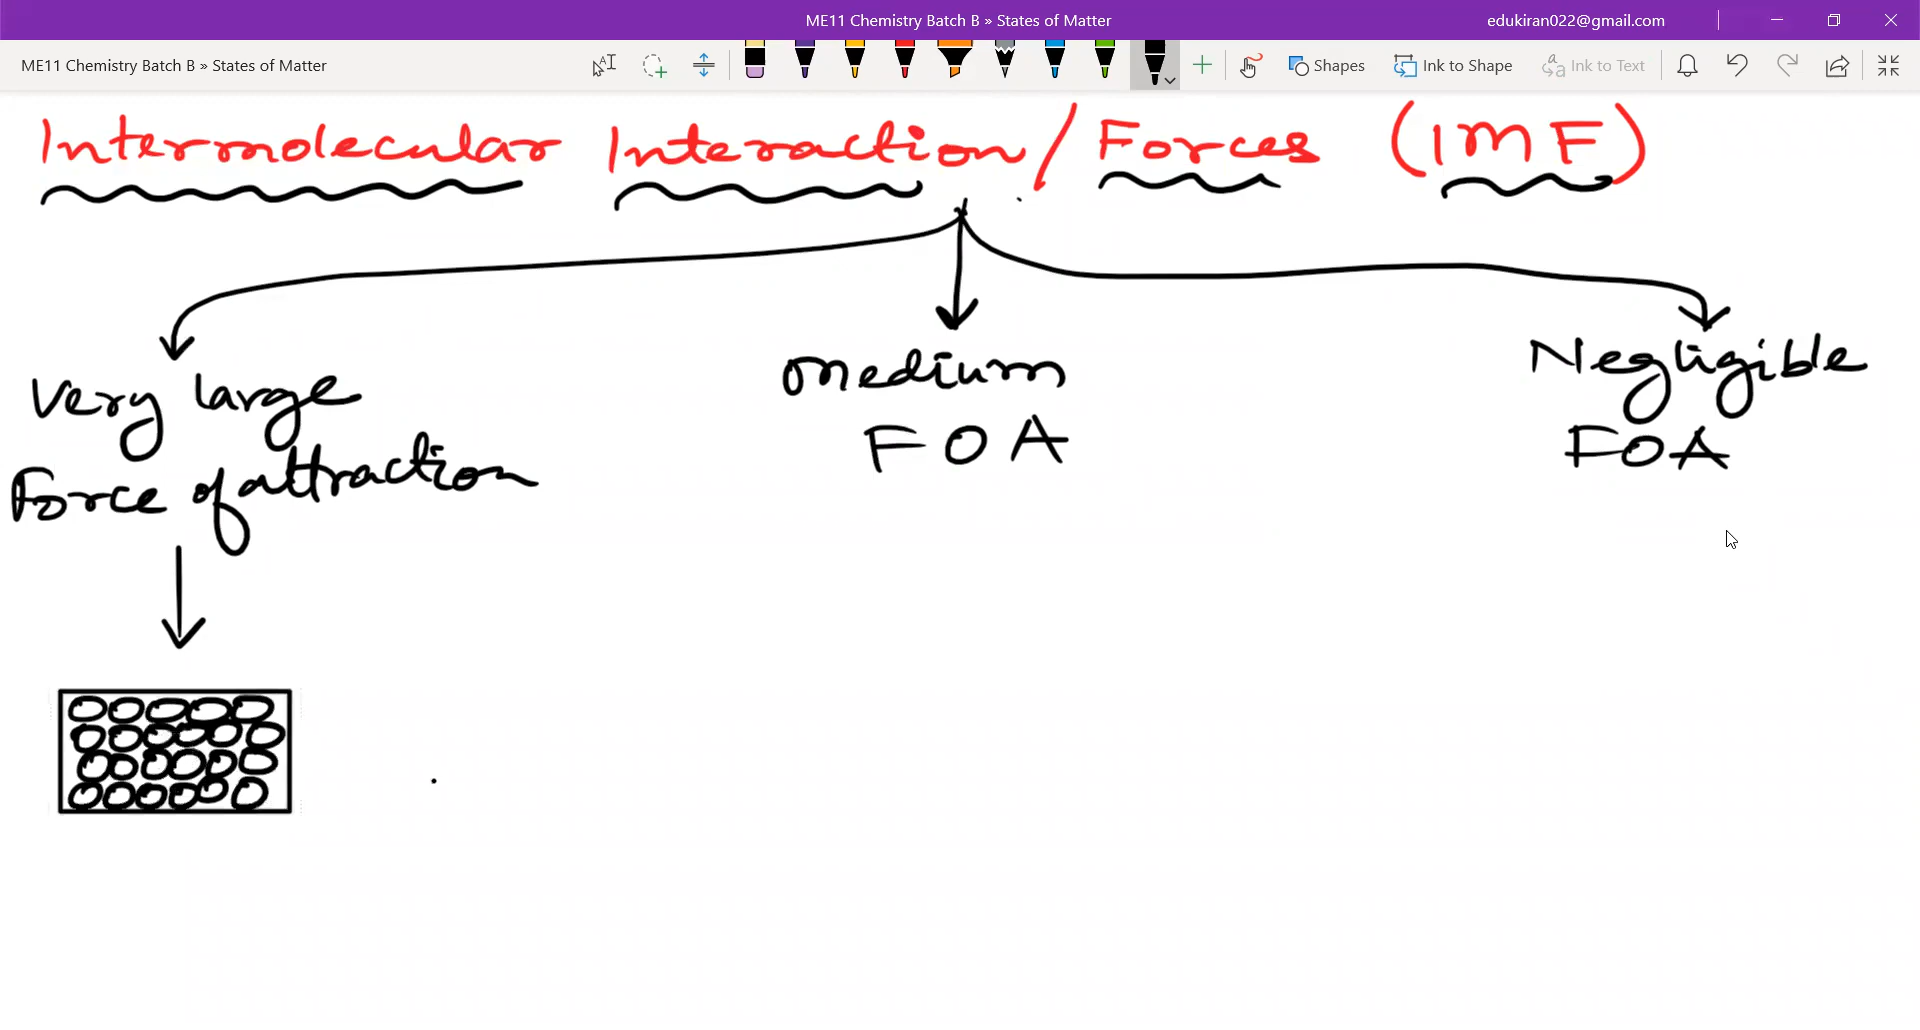 ME11 Chemistry Batch B » States of Matter
edukiran022@gmail.com
ME11 Chemistry Batch B » States of Matter
Shapes
Ink to Shape
Ink to Text
Intermolecular Interaction / Forces (IMF)
Very large
Force of attraction
medium
FOA
Negligible
FOA